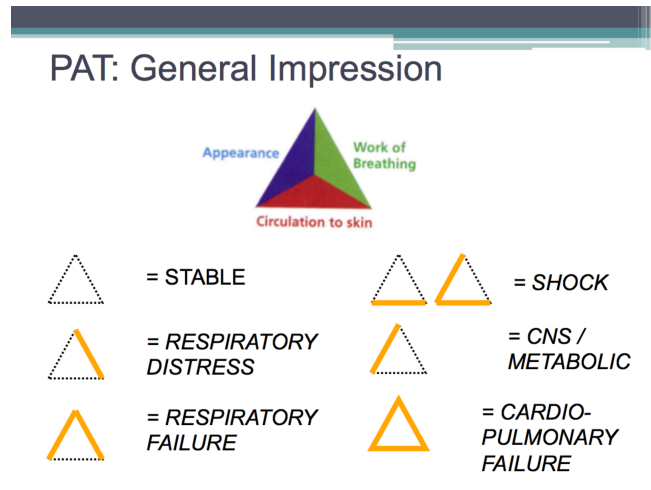 PAT: General Impression
Appearance
Work of
Breathing
Circulation to skin
= STABLE
= RESPIRATORY
DISTRESS
= RESPIRATORY
FAILURE
= SHOCK
= CNS /
METABOLIC
= CARDIO-
PULMONARY
FAILURE